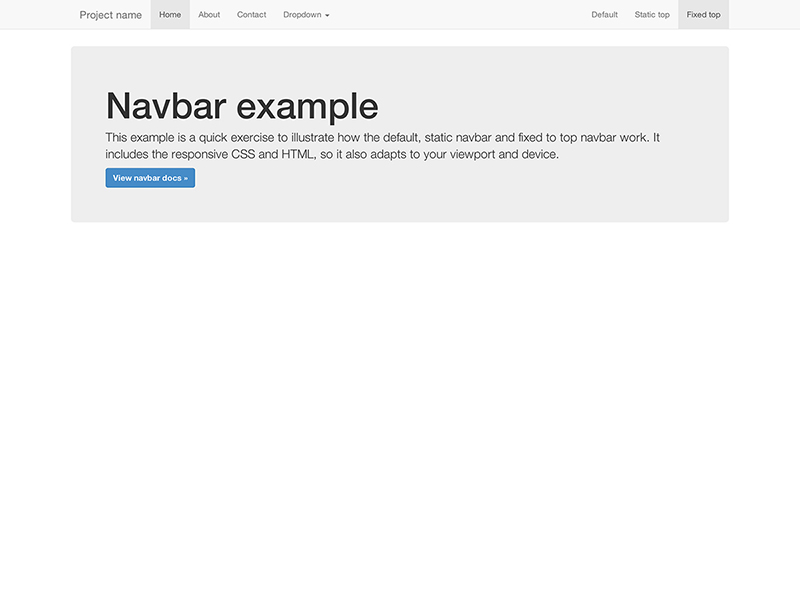 Project name Home About Contact Dropdown Default Static top Fixed top
Navbar example
This example is a quick exercise to illustrate how the default, static navbar and fixed to top navbar work. It
includes the responsive CSS and HTML, so it also adapts to your viewport and device.
View navbar docs »